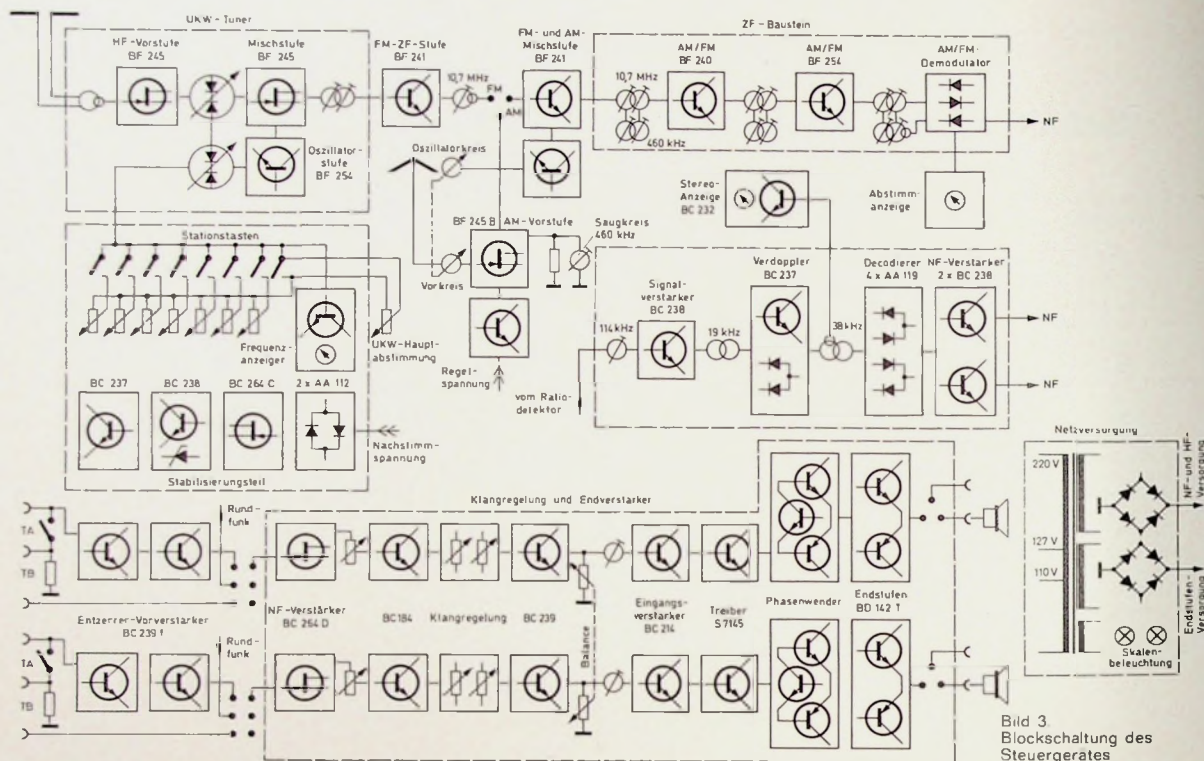 UKW-Tuner
HF-Vorstufe
BF 245
Mischstufe
BF 245
Oszillator-
stufe
BF 254
FM-ZF-Stufe
BF 241
10,7 MHz
FM
AM
FM- und AM-
Mischstufe
BF 241
ZF-Baustein
AM/FM
BF 240
AM/FM
BF 254
AM/FM-
Demodulator
10,7 MHz
460 kHz
NF
Oszillatorkreis
Stereo-
Anzeige
BC 232
Abstimm-
anzeige
BF 245 B
AM-Vorstufe
Saugkreis
460 kHz
Vorkreis
Regel-
spannung
Stationstasten
Frequenz-
anzeiger
UKW-Haupt-
abstimmung
BC 237
BC 238
BC 264 C
2 x AA 112
Nachstimm-
spannung
Stabilisierungsteil
114 kHz
Signal-
verstarker
BC 238
19 kHz
Verdoppler
BC 237
38 kHz
Decodierer
4 x AA 119
NF-Verstarker
2 x BC 238
NF
NF
vom Ratio-
detektor
Klangregelung und Endverstarker
TA
TB
Rund-
funk
Entzerrer-Vorverstarker
BC 239 f
TA
TB
Rund-
funk
NF-Verstärker
BC 264 D
BC 184
Klangregelung
BC 239
Balance
Eingangs-
verstarker
BC 214
Treiber
S 7145
Phasenwender
Endstufen
BD 142 T
Netzversorgung
220 V
127 V
110 V
Skalen-
beleuchtung
NF- und HF-
Versorgung
Endstufen-
Versorgung
Bild 3.
Blockschaltung des
Steuergerätes